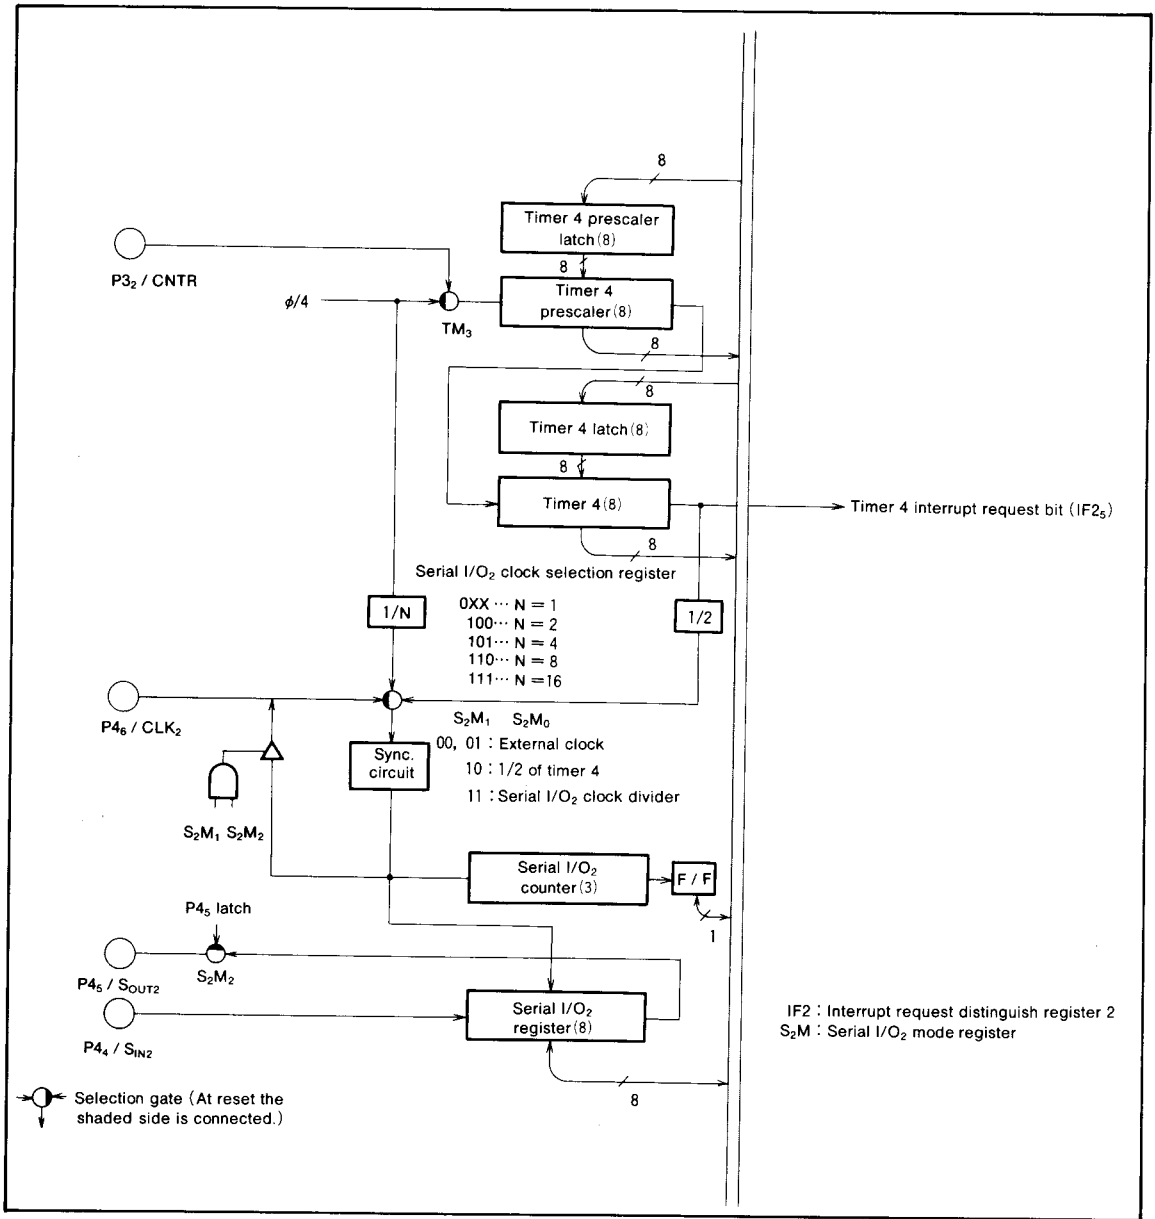 8
Timer 4 prescaler
latch(8)
P3₂ / CNTR
8
ϕ/4
Timer 4
prescaler(8)
TM₃
8
8
Timer 4 latch(8)
8
Timer 4(8)
Timer 4 interrupt request bit (IF2₅)
8
Serial I/O₂ clock selection register
1/N
0XX ··· N = 1
100··· N = 2
101··· N = 4
110··· N = 8
111··· N =16
1/2
P4₆ / CLK₂
S₂M₁ S₂M₀
00, 01 : External clock
10 : 1/2 of timer 4
11 : Serial I/O₂ clock divider
Sync.
circuit
S₂M₁ S₂M₂
Serial I/O₂
counter(3)
F / F
1
P4₅ latch
P4₅ / SOUT2
S₂M₂
Serial I/O₂
register(8)
P4₄ / SIN2
8
IF2 : Interrupt request distinguish register 2
S₂M : Serial I/O₂ mode register
Selection gate (At reset the
shaded side is connected.)